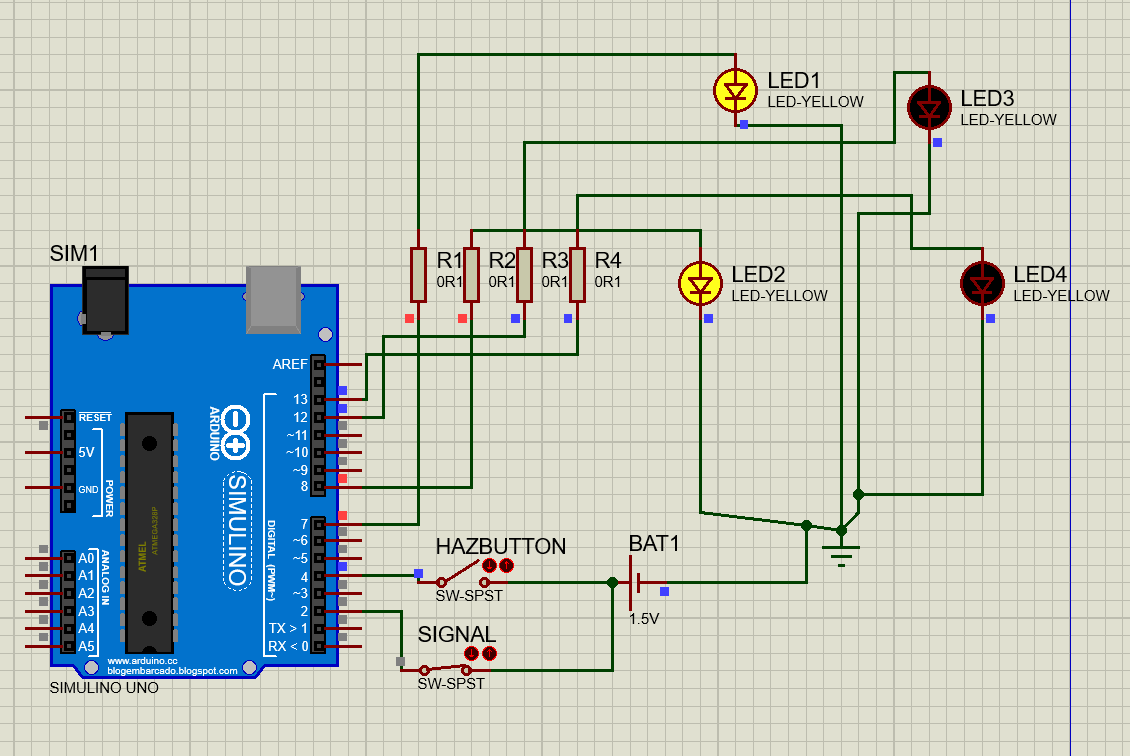 LED1
LED-YELLOW
LED3
LED-YELLOW
SIM1
R1
0R1
R2
0R1
R3
0R1
R4
0R1
LED2
LED-YELLOW
LED4
LED-YELLOW
AREF
13
12
~11
~10
~9
8
RESET
5V
GND
POWER
ARDUINO
SIMULINO
ATMEL
ATMEGA328P
DIGITAL (PWM~)
7
~6
~5
4
~3
2
TX > 1
RX < 0
A0
A1
A2
A3
A4
A5
ANALOG IN
www.arduino.cc
blogembarcado.blogspot.com
SIMULINO UNO
HAZBUTTON
SW-SPST
BAT1
1.5V
SIGNAL
SW-SPST